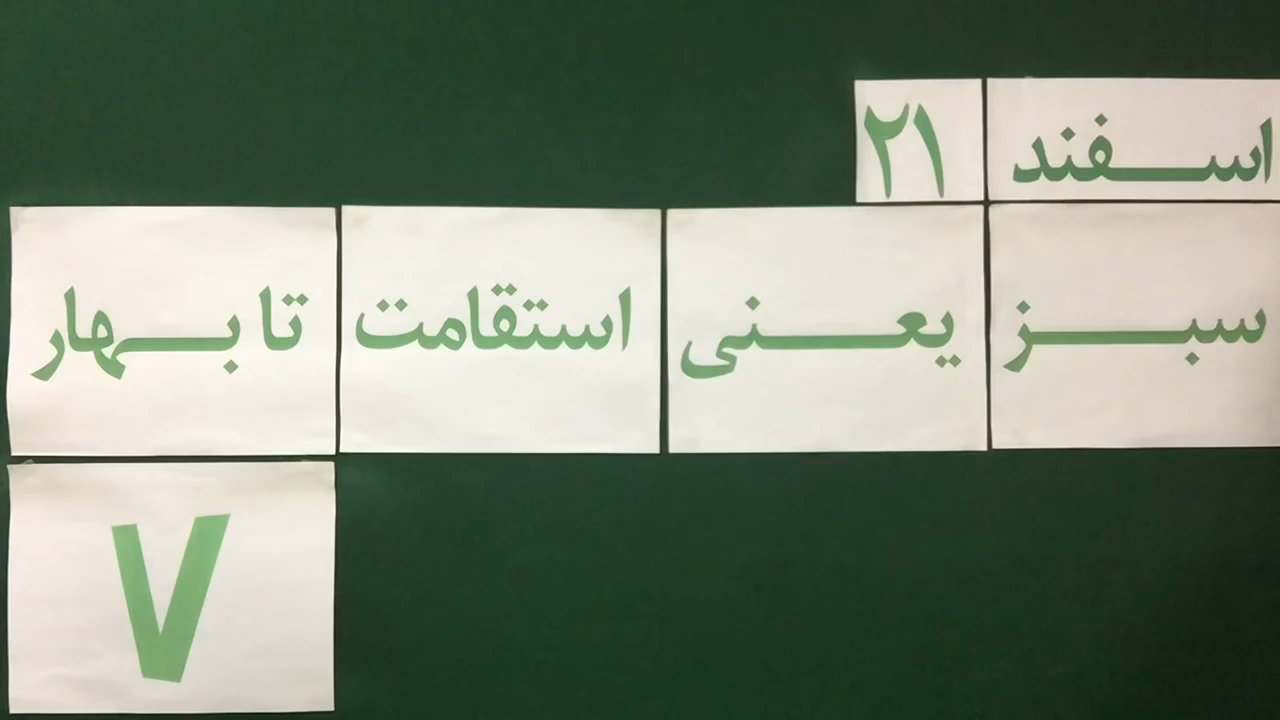 اسفند ۲۱
سبز یعنی استقامت تا بهار
۷